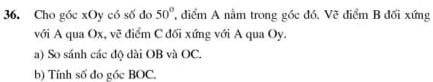 36. Cho góc xOy có số đo 50⁰, điểm A nằm trong góc đó. Vẽ điểm B đối xứng
với A qua Ox, vẽ điểm C đối xứng với A qua Oy.
a) So sánh các độ dài OB và OC.
b) Tính số đo góc BOC.